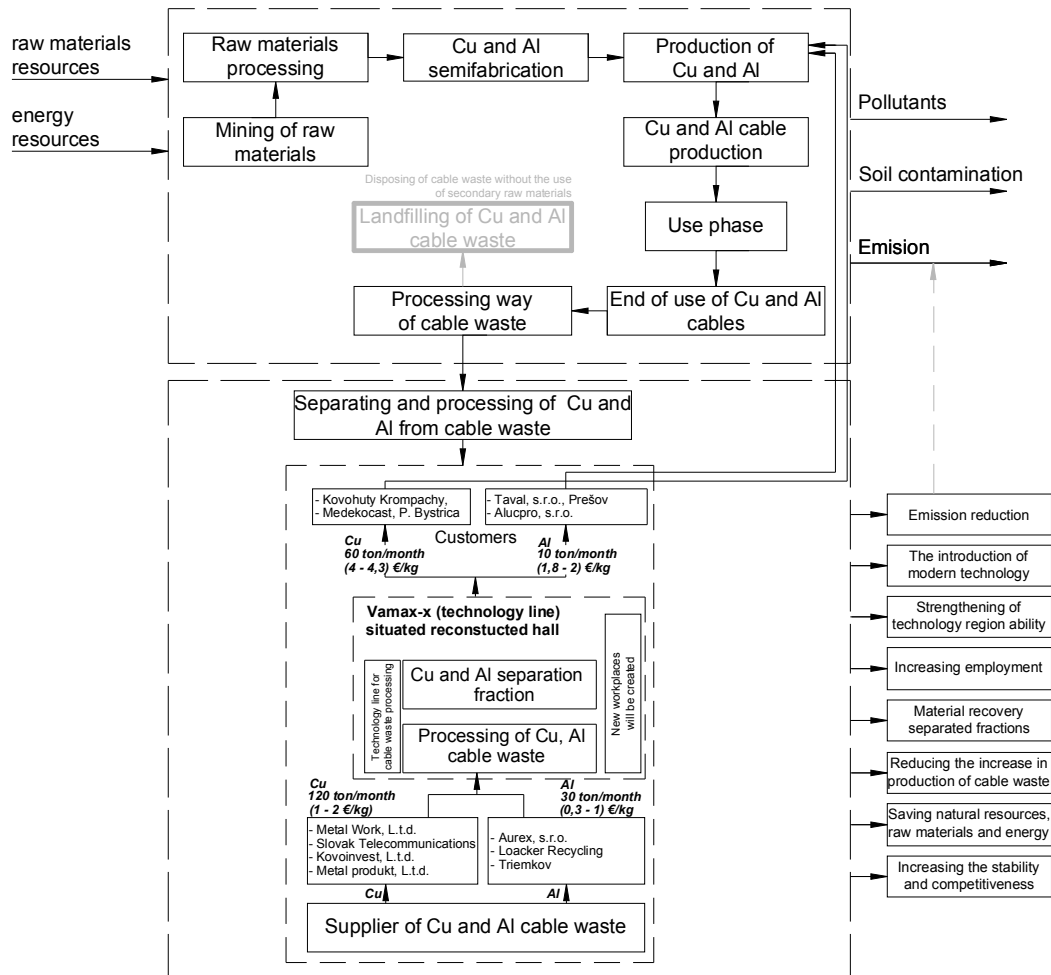 raw materials
resources
energy
resources
Raw materials
processing
Cu and Al
semifabrication
Production of
Cu and Al
Mining of raw
materials
Cu and Al cable
production
Pollutants
Soil contamination
Emision
Disposing of cable waste without the use
of secondary raw materials
Landfilling of Cu and Al
cable waste
Use phase
Processing way
of cable waste
End of use of Cu and Al
cables
Separating and processing of Cu and
Al from cable waste
- Kovohuty Krompachy,
- Medekocast, P. Bystrica
- Taval, s.r.o., Prešov
- Alucpro, s.r.o.
Customers
Cu
60 ton/month
(4 - 4,3) €/kg)
Al
10 ton/month
(1,8 - 2) €/kg)
Vamax-x (technology line)
situated reconstucted hall
Technology line for
cable waste processing
Cu and Al separation
fraction
Processing of Cu, Al
cable waste
New workplaces
will be created
Cu
120 ton/month
(1 - 2 €/kg)
Al
30 ton/month
(0,3 - 1) €/kg)
- Metal Work, L.t.d.
- Slovak Telecommunications
- Kovoinvest, L.t.d.
- Metal produkt, L.t.d.
- Aurex, s.r.o.
- Loacker Recycling
- Triemkov
Cu
Al
Supplier of Cu and Al cable waste
Emission reduction
The introduction of
modern technology
Strengthening of
technology region ability
Increasing employment
Material recovery
separated fractions
Reducing the increase in
production of cable waste
Saving natural resources,
raw materials and energy
Increasing the stability
and competitiveness